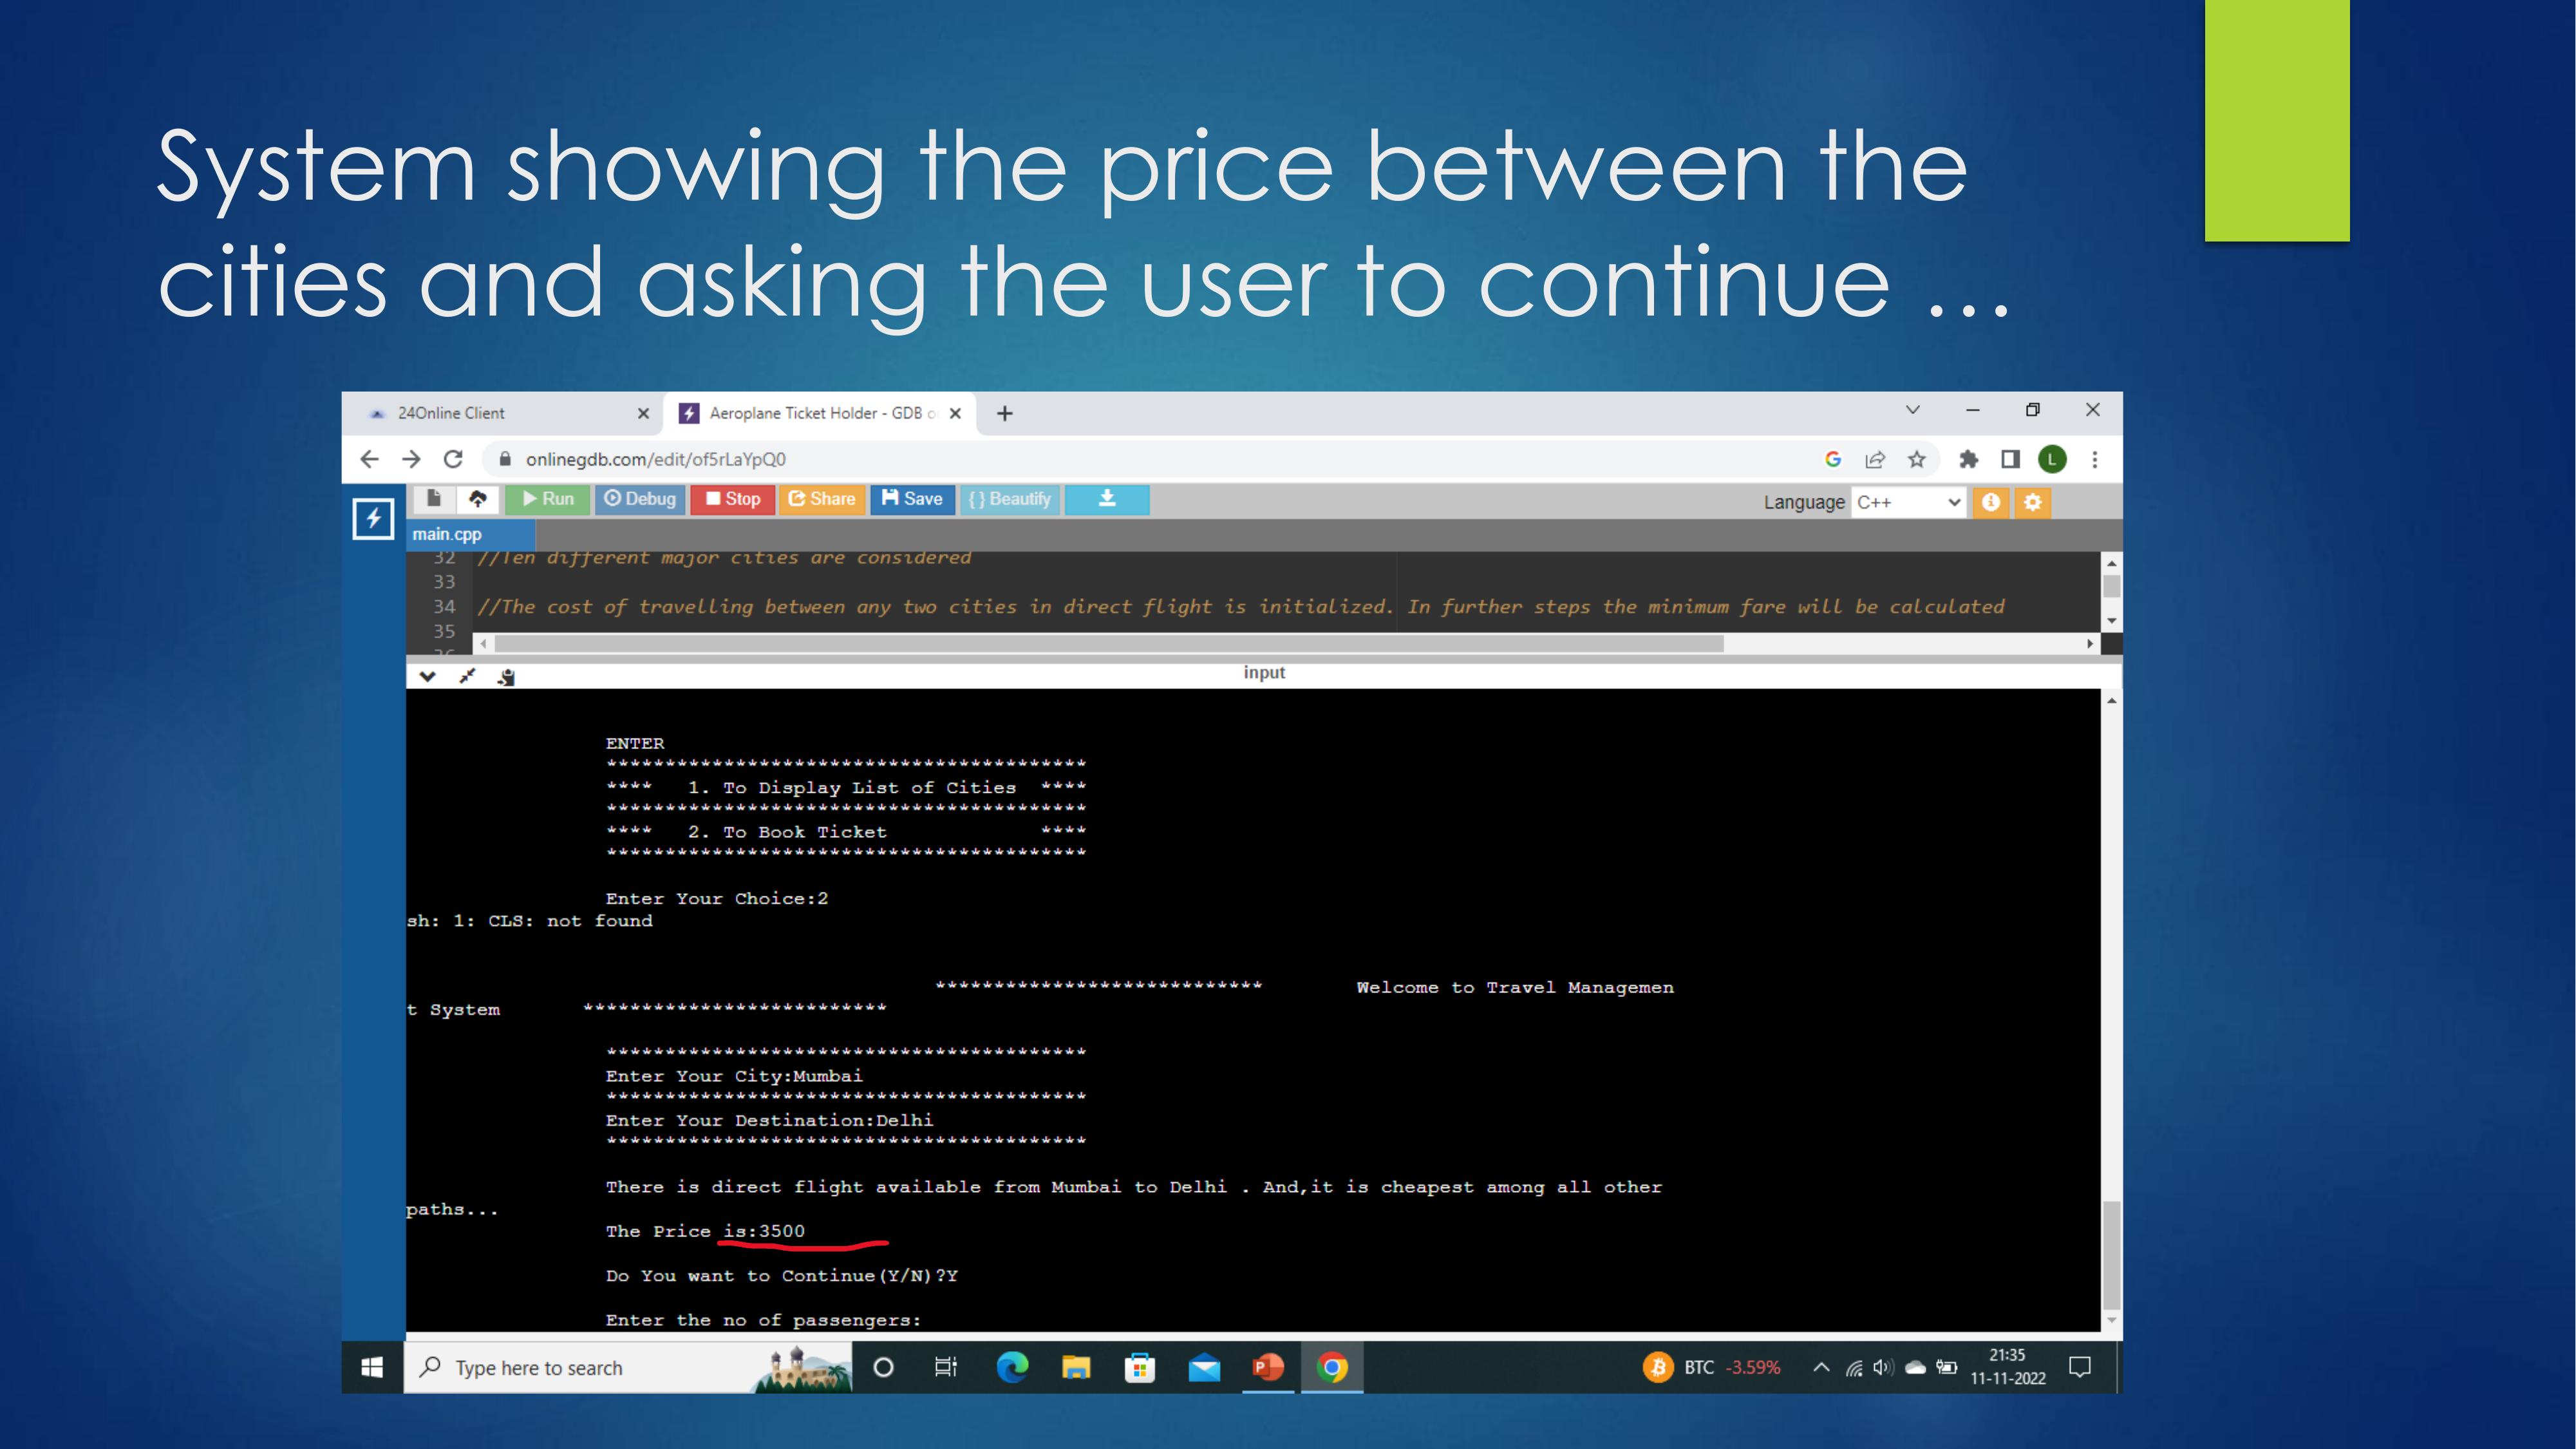 System showing the price between the
cities and asking the user to continue ...
24Online Client
Aeroplane Ticket Holder - GDB o
onlinegdb.com/edit/of5rLaYpQ0
L
Run Debug Stop Share Save {} Beautify
Language C++
main.cpp
32 //Ten different major cities are considered
33
34 //The cost of travelling between any two cities in direct flight is initialized. In further steps the minimum fare will be calculated
35
36
input
ENTER
*****************************************
**** 1. To Display List of Cities ****
*****************************************
**** 2. To Book Ticket ****
*****************************************
Enter Your Choice:2
sh: 1: CLS: not found
**************************** Welcome to Travel Managemen
t System **************************
*****************************************
Enter Your City:Mumbai
*****************************************
Enter Your Destination:Delhi
*****************************************
There is direct flight available from Mumbai to Delhi . And,it is cheapest among all other
paths...
The Price is:3500
Do You want to Continue(Y/N)?Y
Enter the no of passengers:
Type here to search
BTC -3.59%
21:35
11-11-2022